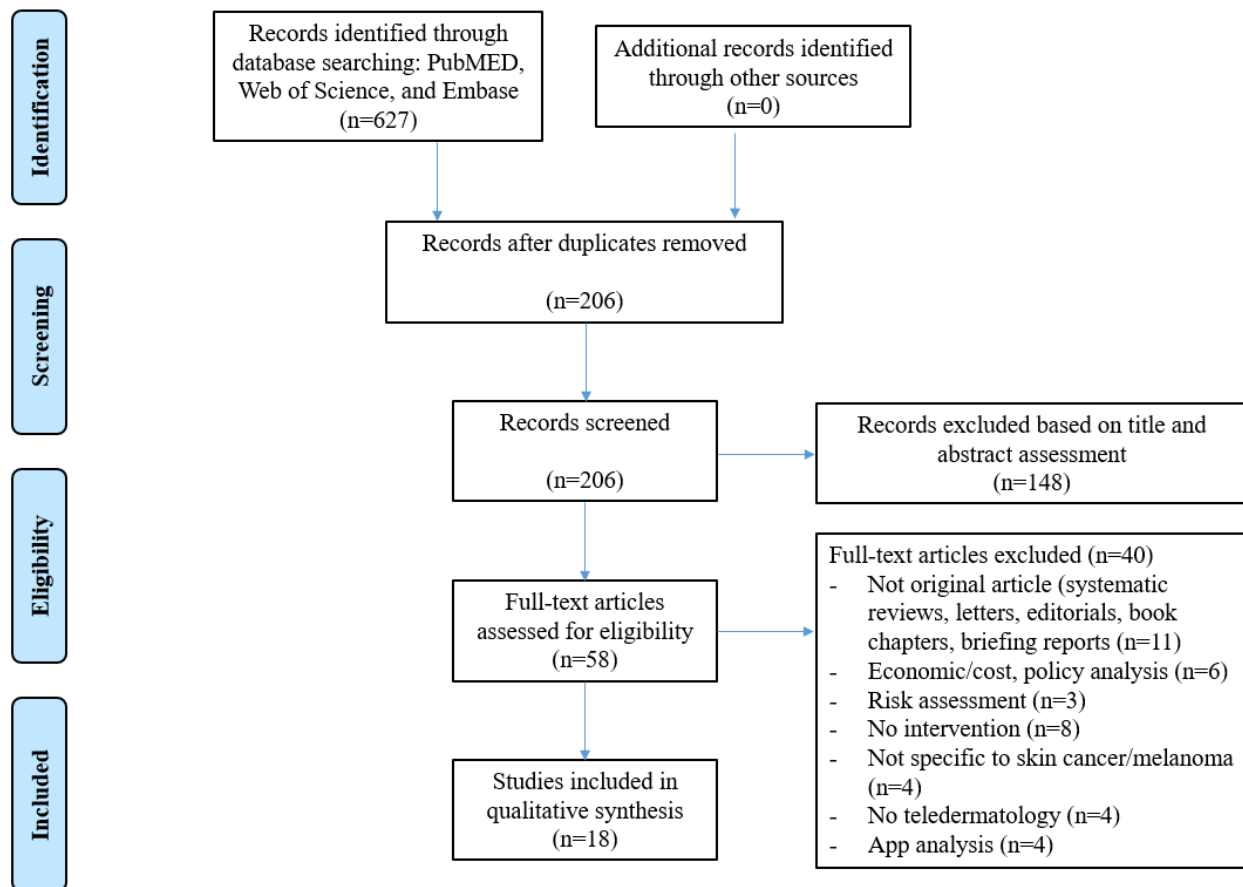 Identification
Records identified through
database searching: PubMED,
Web of Science, and Embase
(n=627)
Additional records identified
through other sources
(n=0)
Screening
Records after duplicates removed
(n=206)
Records screened
(n=206)
Records excluded based on title and
abstract assessment
(n=148)
Eligibility
Full-text articles
assessed for eligibility
(n=58)
Full-text articles excluded (n=40)
- Not original article (systematic
reviews, letters, editorials, book
chapters, briefing reports (n=11)
- Economic/cost, policy analysis (n=6)
- Risk assessment (n=3)
- No intervention (n=8)
- Not specific to skin cancer/melanoma
(n=4)
- No teledermatology (n=4)
- App analysis (n=4)
Included
Studies included in
qualitative synthesis
(n=18)